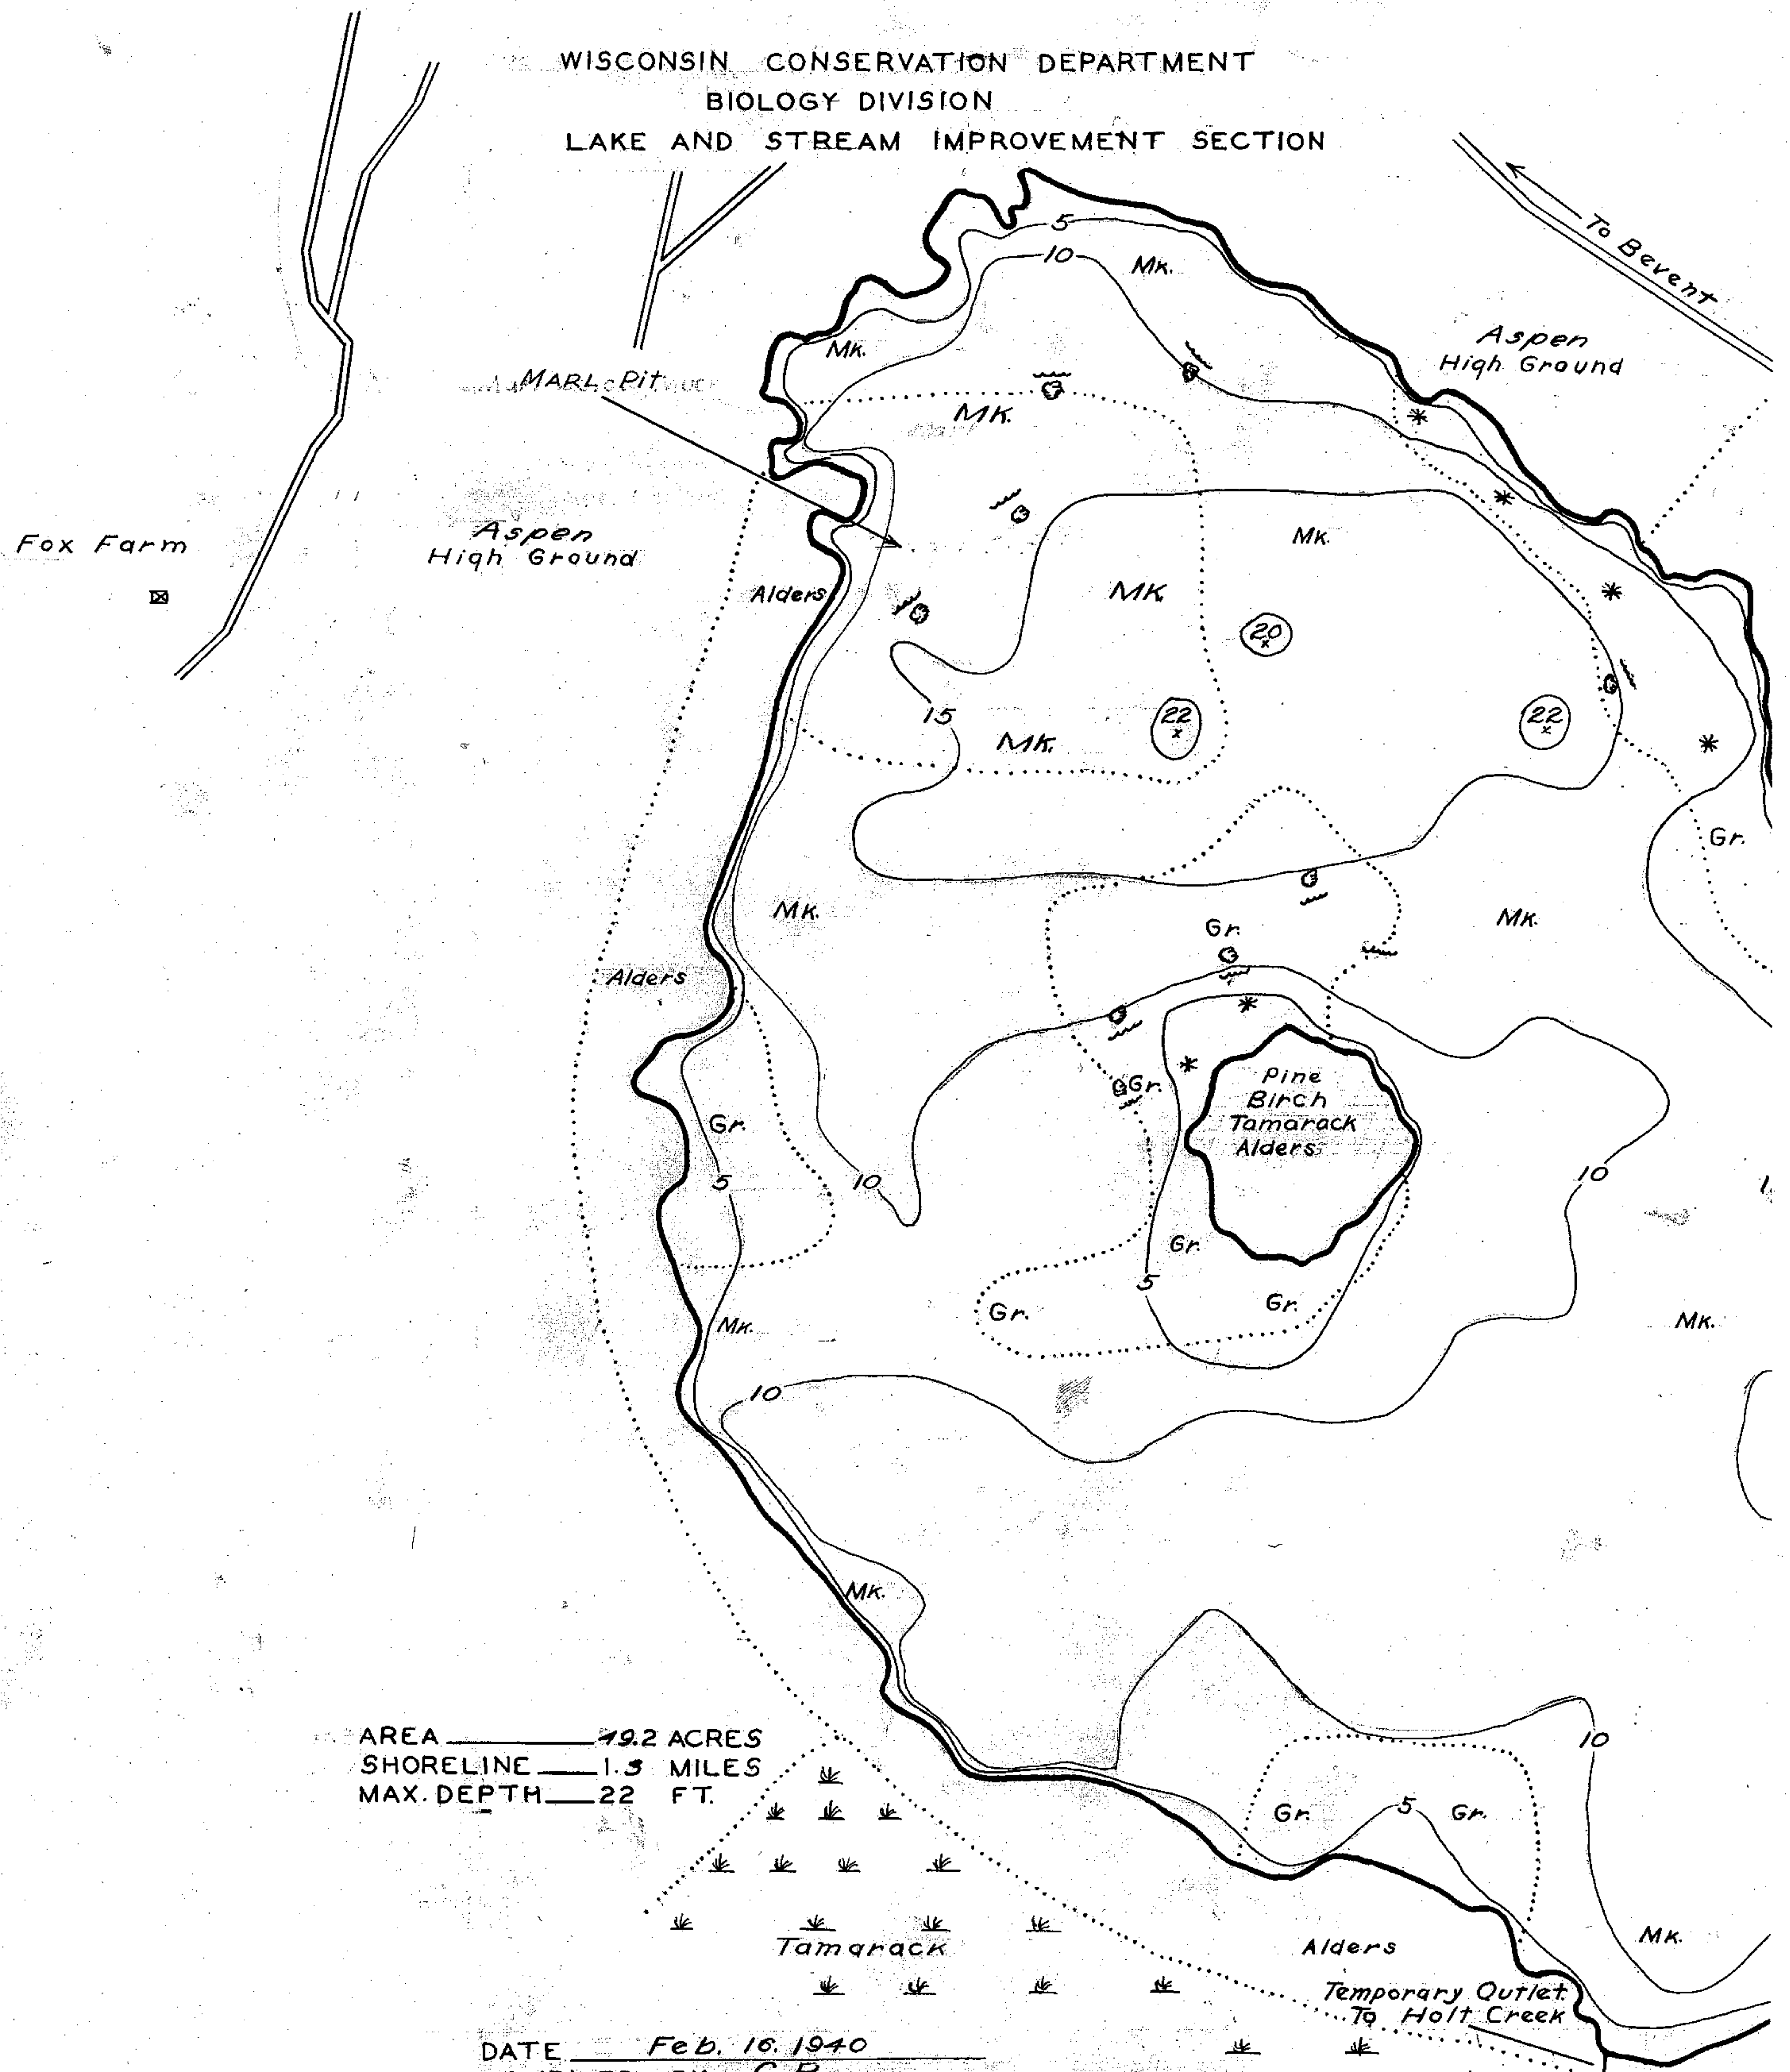 WISCONSIN CONSERVATION DEPARTMENT
BIOLOGY DIVISION
LAKE AND STREAM IMPROVEMENT SECTION
To Bevent
5
10
Mk.
Aspen
High Ground
Mk.
MARL Pit
Mk.
Fox Farm
Aspen
High Ground
Mk.
Alders
Mk.
20
15
22
22
Mk.
Gr.
Mk.
Gr.
Mk.
Alders
Gr.
Pine
Birch
Tamarack
Alders
Gr.
5
10
10
Gr.
5
Gr.
Gr.
Mk.
Mk.
10
Mk.
AREA 49.2 ACRES
SHORELINE 1.3 MILES
MAX. DEPTH 22 FT.
10
Gr.
5
Gr.
Mk.
Tamarack
Alders
Temporary Outlet
To Holt Creek
DATE Feb. 16. 1940